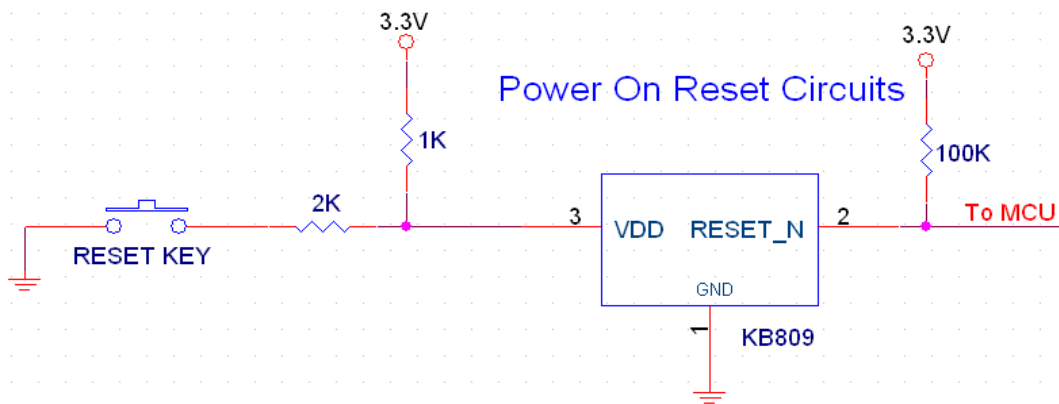 3.3V
3.3V
Power On Reset Circuits
1K
100K
2K
3
VDD
RESET_N
2
To MCU
RESET KEY
GND
1
KB809